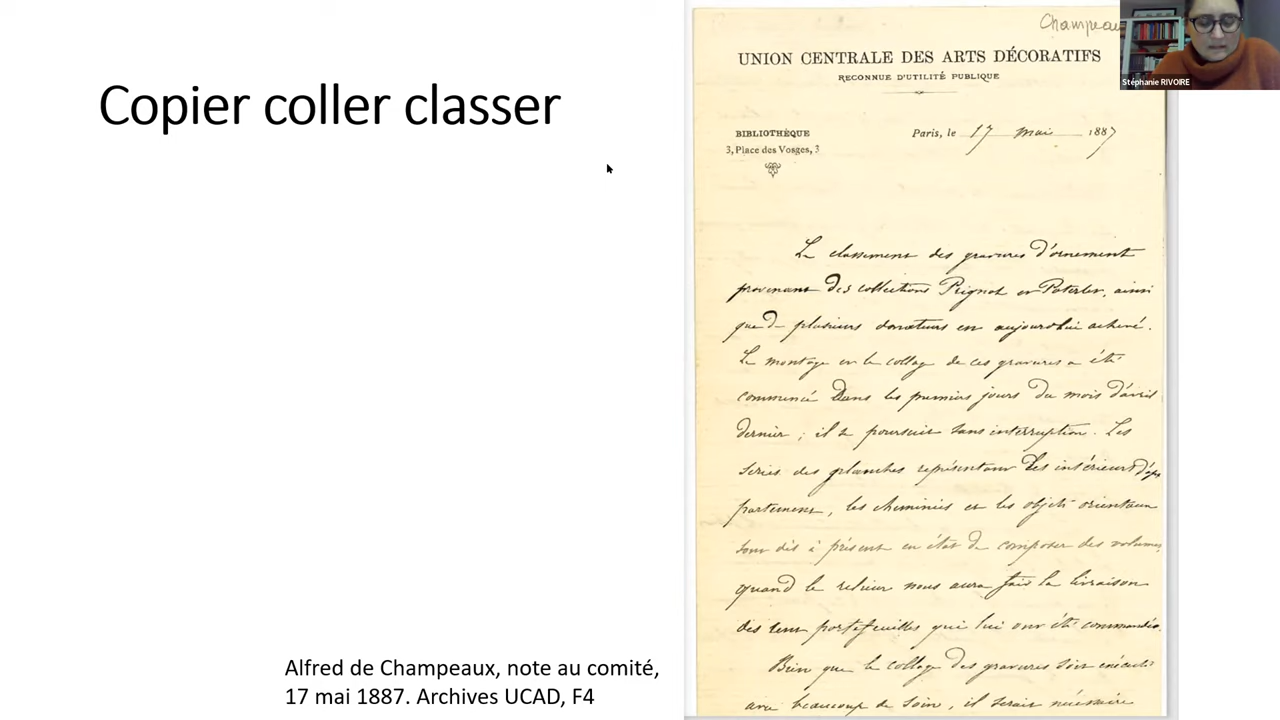 Copier coller classer
Champeau
UNION CENTRALE DES ARTS DÉCORATIFS
RECONNUE D'UTILITÉ PUBLIQUE
BIBLIOTHÈQUE
3, Place des Vosges, 3
Paris, le 17 mai 1887
Le classement des gravures d'ornement
provenant des collections Peignot et Poterlet, ainsi
que de plusieurs donateurs est aujourd'hui achevé.
Le montage et le collage de ces gravures a été
commencé dans les premiers jours du mois d'avril
dernier ; il se poursuit sans interruption. Les
séries des planches représentant des intérieurs d'ap
partement, les cheminées et les objets orientaux
sont dès à présent en état de composer des volumes
quand le relieur nous aura fait la livraison
des portefeuilles qui lui ont été commandés.
Bien que le collage des gravures soit exécuté
avec beaucoup de soin, il serait nécessaire
Alfred de Champeaux, note au comité,
17 mai 1887. Archives UCAD, F4
Stéphanie RIVOIRE